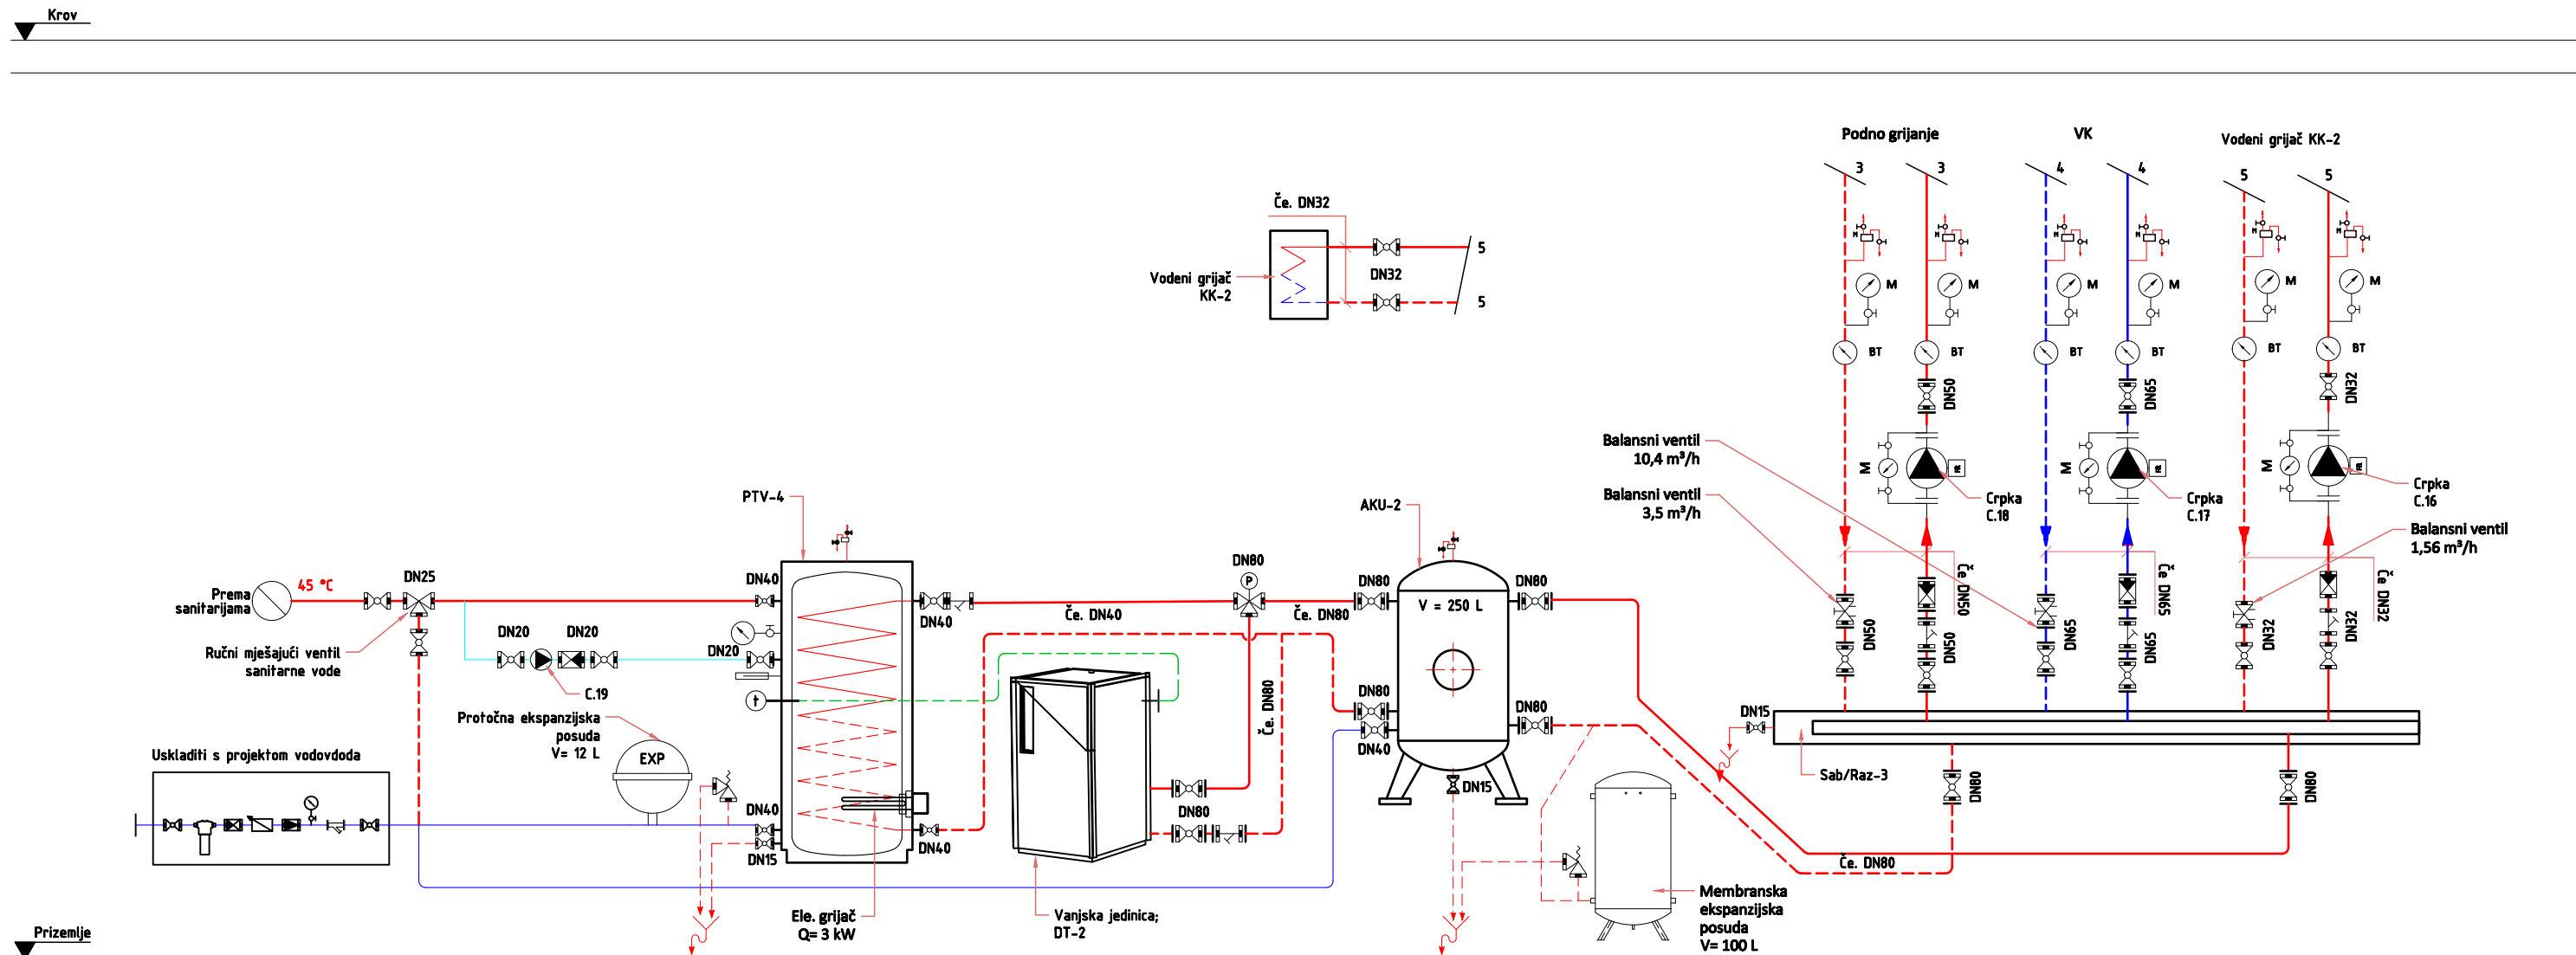 Krov
Podno grijanje
VK
Vodeni grijač KK-2
3
3
4
4
5
5
Če. DN32
5
DN32
5
Vodeni grijač
KK-2
M
M
M
M
M
M
M
M
M
M
M
M
BT
BT
BT
BT
BT
BT
DN50
DN65
DN32
Balansni ventil
10,4 m³/h
Balansni ventil
3,5 m³/h
M
M
M
Crpka
C.18
Crpka
C.17
Crpka
C.16
Balansni ventil
1,56 m³/h
Če DN50
Če DN65
Če DN32
DN50
DN50
DN65
DN65
DN32
DN32
PTV-4
AKU-2
DN80
DN80
DN80
P
V = 250 L
Prema
sanitarijama
45 °C
DN25
DN40
DN40
Če. DN40
Če. DN80
Ručni mješajući ventil
sanitarne vode
DN20
DN20
DN20
C.19
t
Če. DN80
DN80
DN80
DN40
DN15
Protočna ekspanzijska
posuda
V= 12 L
EXP
Uskladiti s projektom vodovdoda
DN40
DN15
DN40
DN80
DN15
Sab/Raz-3
DN80
DN80
Če. DN80
Ele. grijač
Q= 3 kW
Vanjska jedinica;
DT-2
Membranska
ekspanzijska
posuda
V= 100 L
Prizemlje